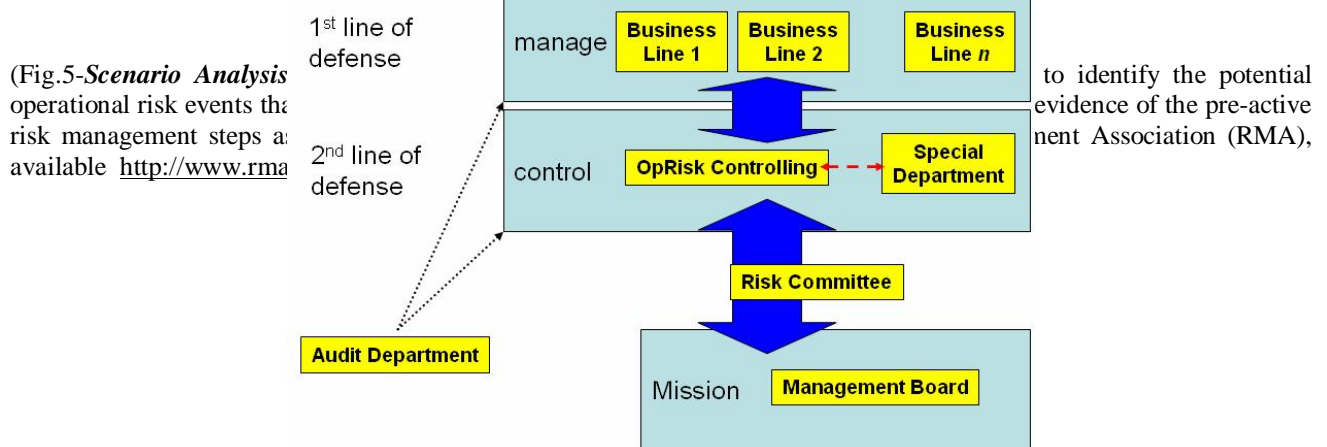 1st line of
defense
manage
Business
Line 1
Business
Line 2
Business
Line n
(Fig.5-Scenario Analysis
to identify the potential
operational risk events
evidence of the pre-active
risk management steps
Association (RMA),
available http://www.rma
2nd line of
defense
control
OpRisk Controlling
Special
Department
Risk Committee
Audit Department
Mission
Management Board